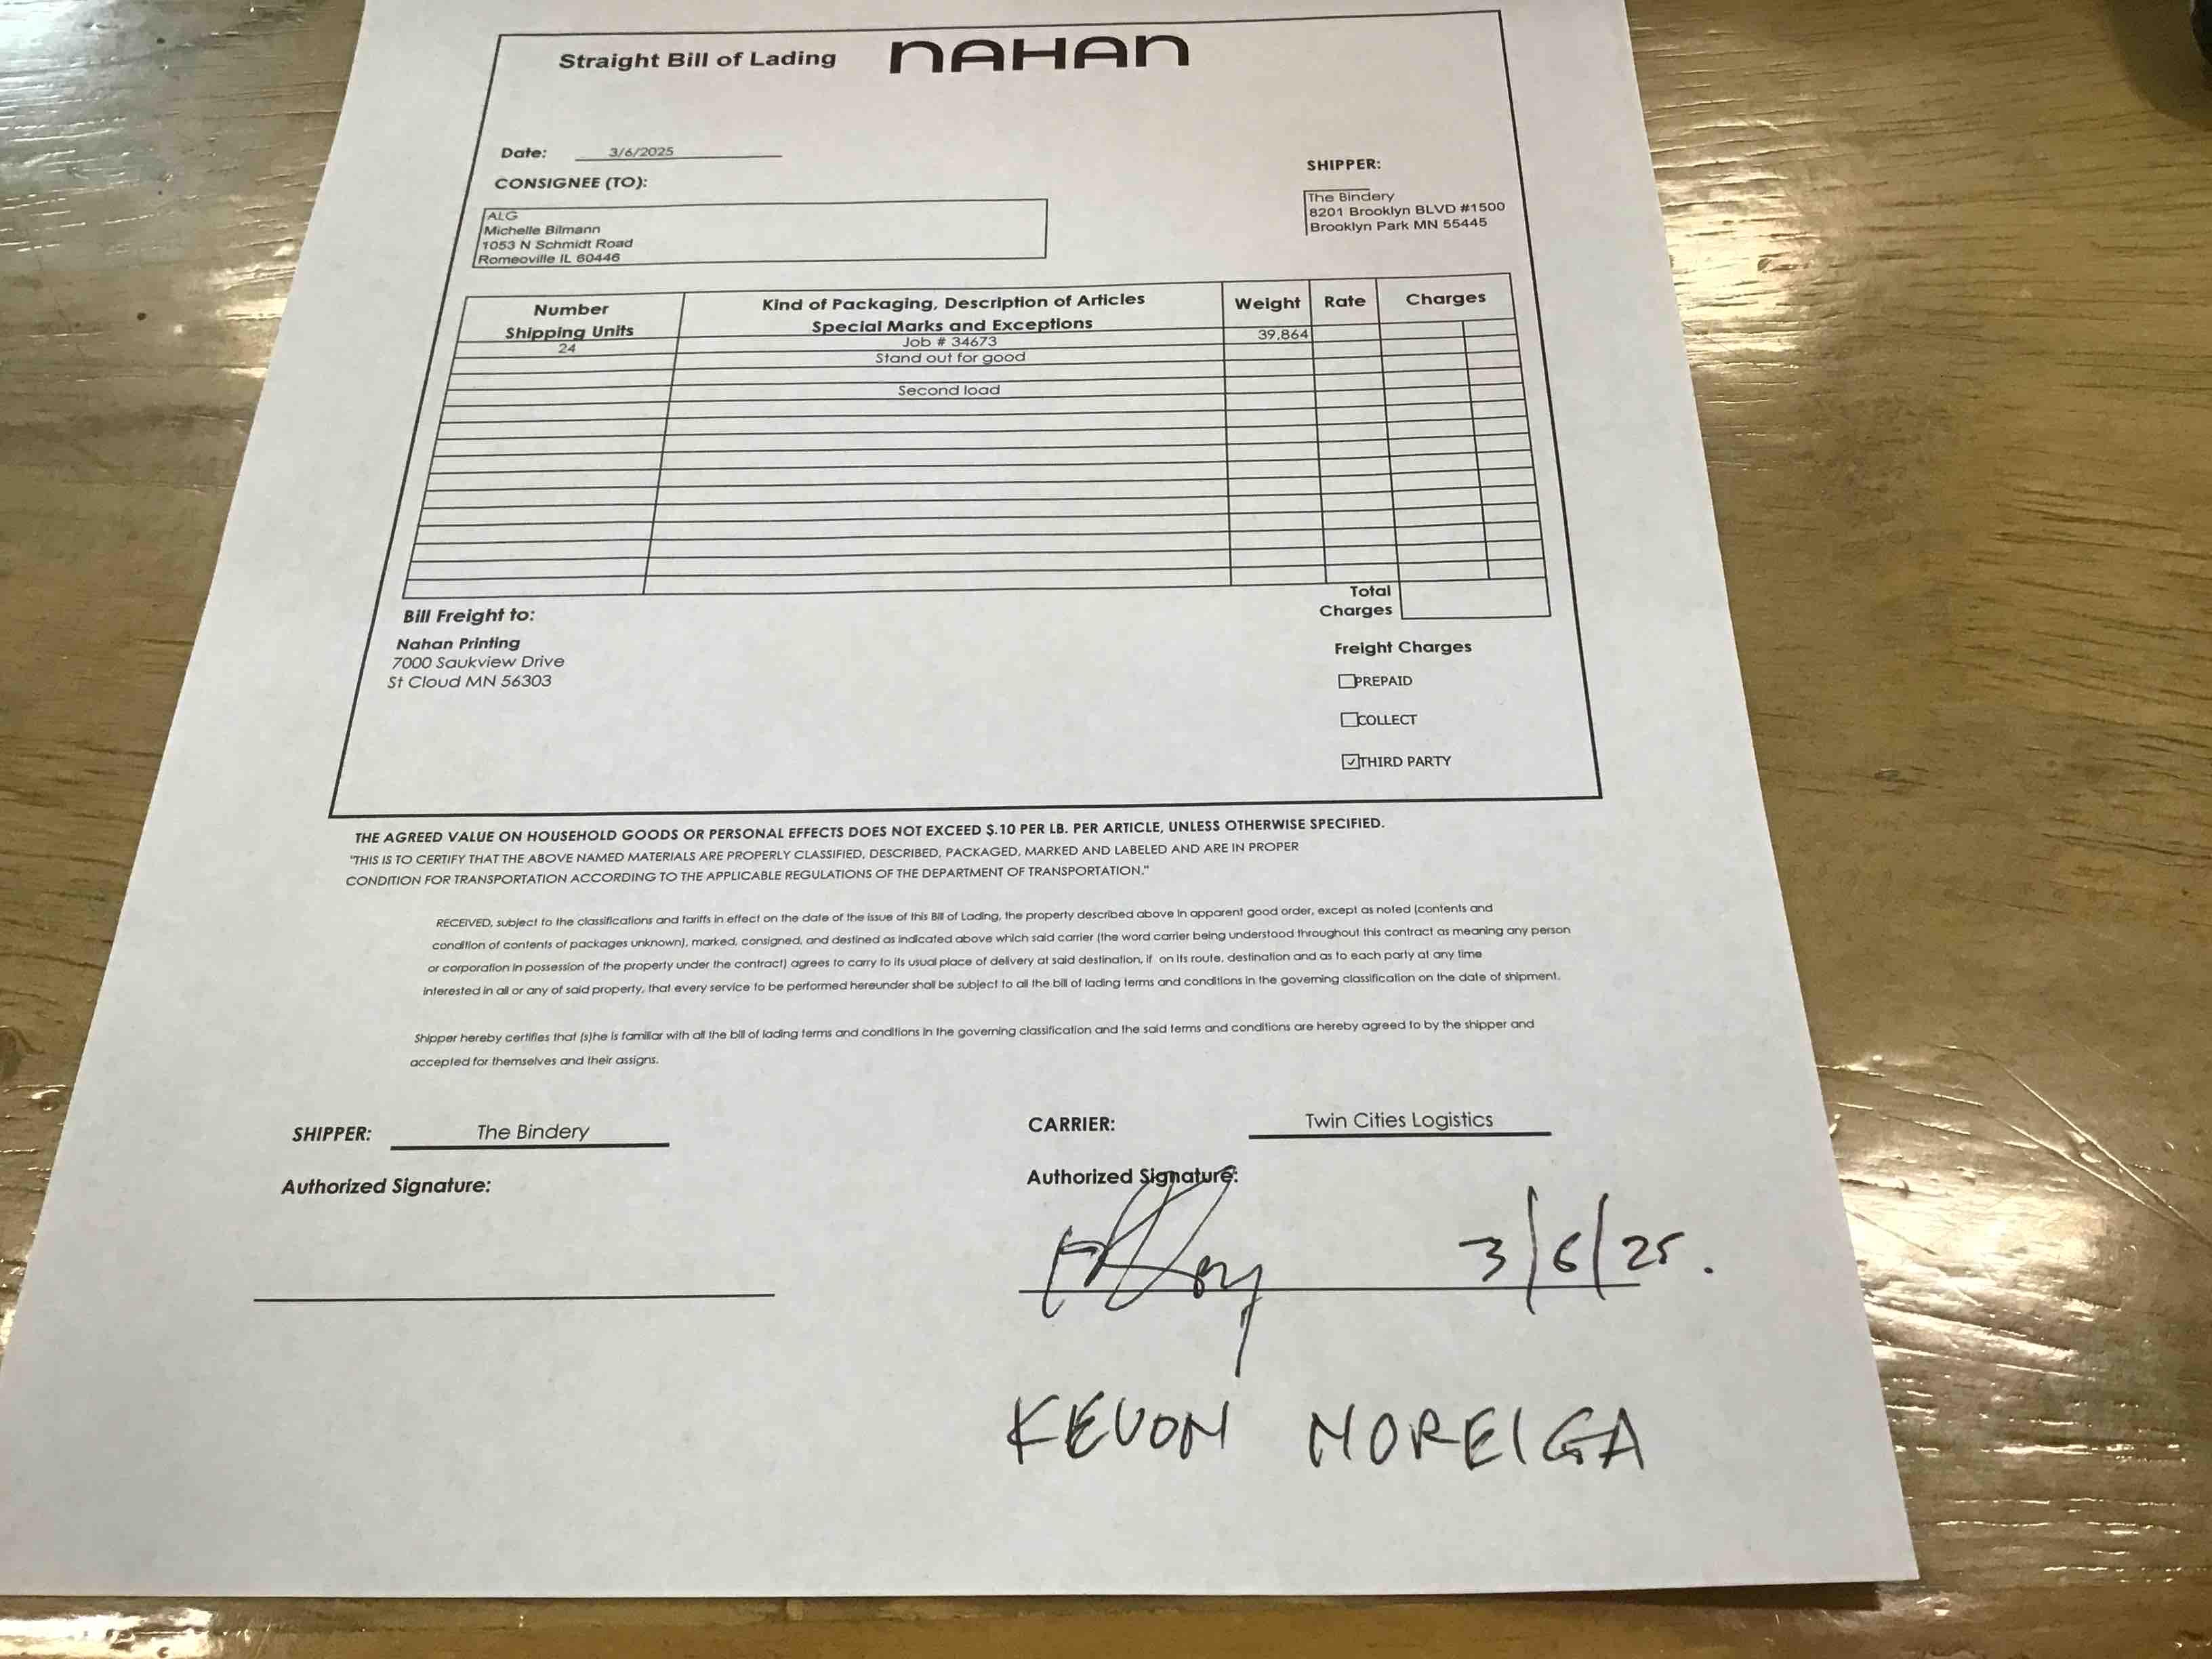 Straight Bill of Lading NAHAN
Date: 3/6/2025
CONSIGNEE (TO):
ALG
Michelle Bilmann
1053 N Schmidt Road
Romeoville IL 60446
SHIPPER:
The Bindery
8201 Brooklyn BLVD #1500
Brooklyn Park MN 55445
Number Shipping Units Kind of Packaging, Description of Articles Special Marks and Exceptions Weight Rate Charges
24 Job # 34673 39,864
Stand out for good
Second load
Total
Charges
Bill Freight to:
Nahan Printing
7000 Saukview Drive
St Cloud MN 56303
Freight Charges
PREPAID
COLLECT
THIRD PARTY
THE AGREED VALUE ON HOUSEHOLD GOODS OR PERSONAL EFFECTS DOES NOT EXCEED $.10 PER LB. PER ARTICLE, UNLESS OTHERWISE SPECIFIED.
"THIS IS TO CERTIFY THAT THE ABOVE NAMED MATERIALS ARE PROPERLY CLASSIFIED, DESCRIBED, PACKAGED, MARKED AND LABELED AND ARE IN PROPER
CONDITION FOR TRANSPORTATION ACCORDING TO THE APPLICABLE REGULATIONS OF THE DEPARTMENT OF TRANSPORTATION."
RECEIVED, subject to the classifications and tariffs in effect on the date of the issue of this Bill of Lading, the property described above in apparent good order, except as noted (contents and
condition of contents of packages unknown), marked, consigned, and destined as indicated above which said carrier (the word carrier being understood throughout this contract as meaning any person
or corporation in possession of the property under the contract) agrees to carry to its usual place of delivery at said destination, if on its route, destination and as to each party at any time
interested in all or any of said property, that every service to be performed hereunder shall be subject to all the bill of lading terms and conditions in the governing classification on the date of shipment.
Shipper hereby certifies that (s)he is familiar with all the bill of lading terms and conditions in the governing classification and the said terms and conditions are hereby agreed to by the shipper and
accepted for themselves and their assigns.
SHIPPER: The Bindery
Authorized Signature:
CARRIER: Twin Cities Logistics
Authorized Signature:
3/6/25.
KEVON NOREIGA